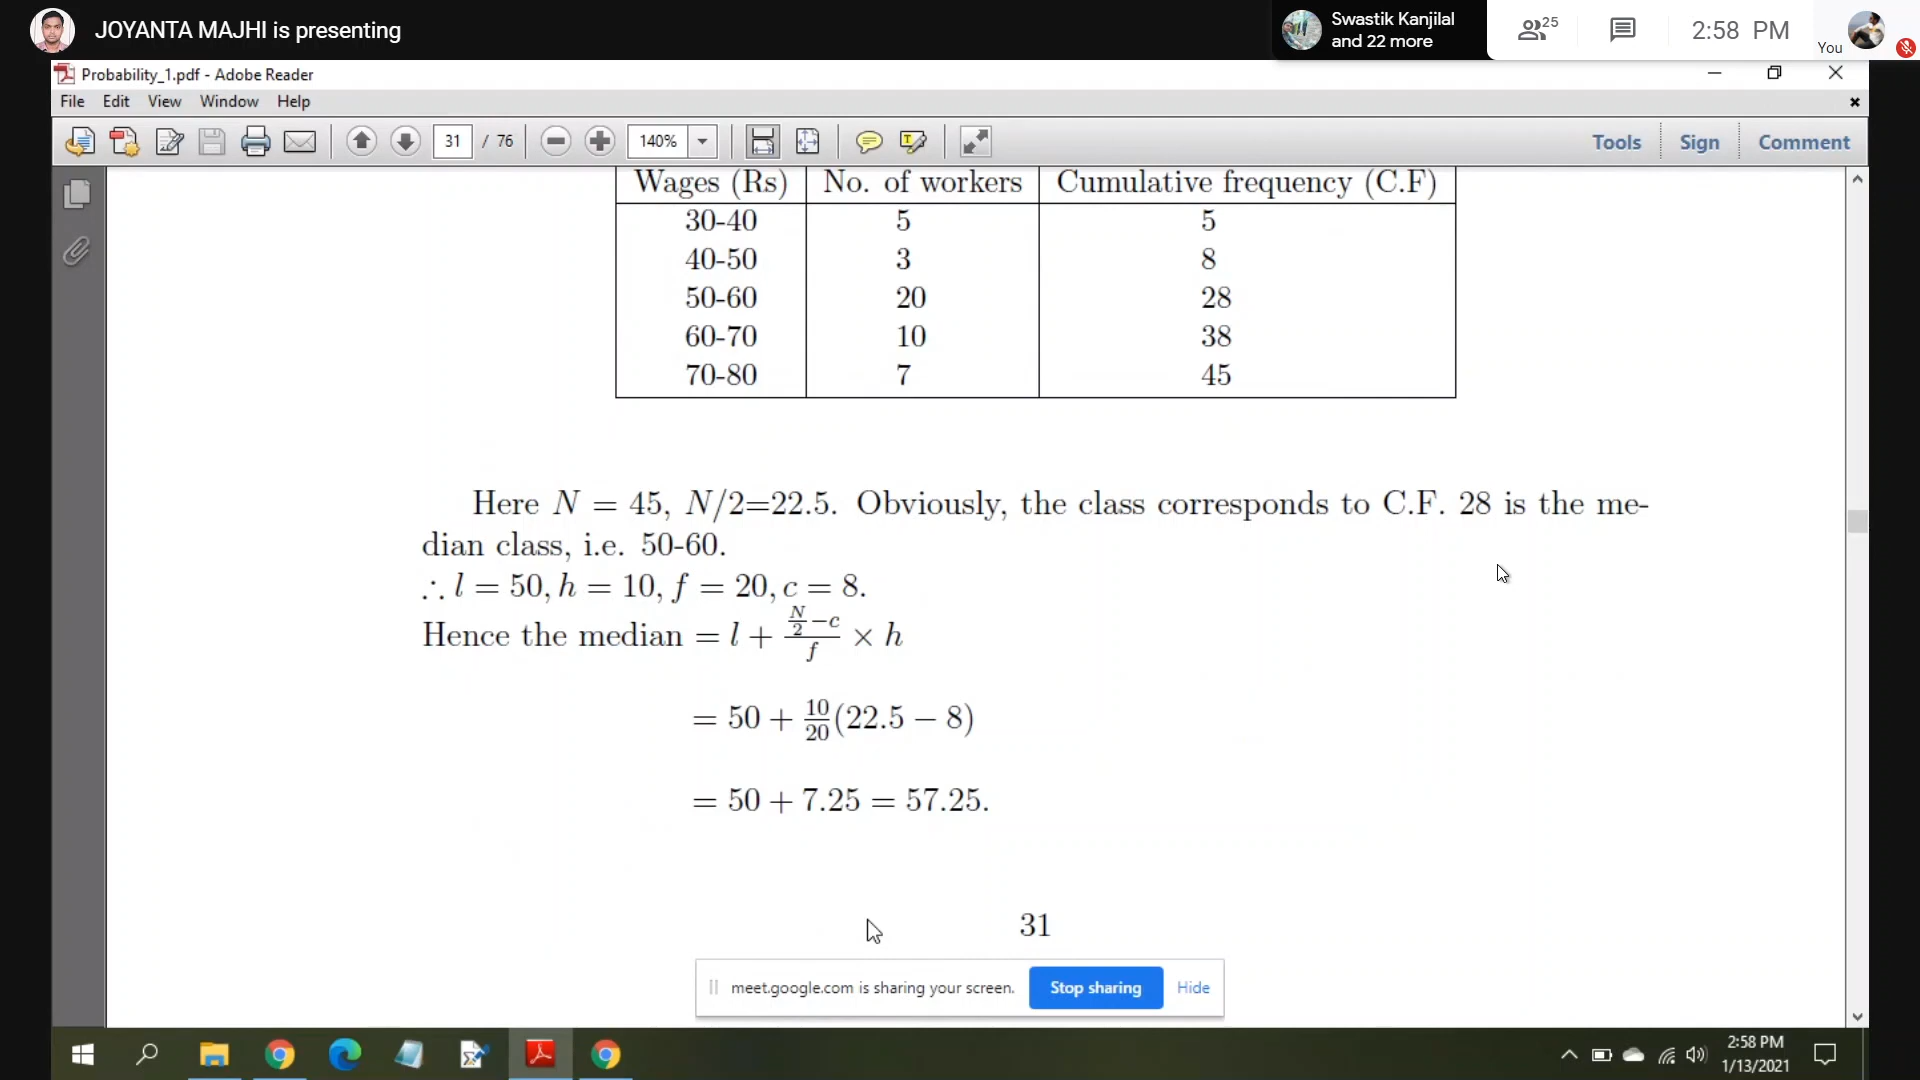 JOYANTA MAJHI is presenting
Swastik Kanjilal
and 22 more
25
2:58 PM
You
Probability_1.pdf - Adobe Reader
File Edit View Window Help
31 / 76
140%
Tools Sign Comment
Wages (Rs) No. of workers Cumulative frequency (C.F)
30-40 5 5
40-50 3 8
50-60 20 28
60-70 10 38
70-80 7 45
Here N = 45, N/2=22.5. Obviously, the class corresponds to C.F. 28 is the me-
dian class, i.e. 50-60.
∴ l = 50, h = 10, f = 20, c = 8.
Hence the median = l + \frac{\frac{N}{2}-c}{f} × h
= 50 + \frac{10}{20}(22.5 − 8)
= 50 + 7.25 = 57.25.
31
meet.google.com is sharing your screen. Stop sharing Hide
2:58 PM
1/13/2021